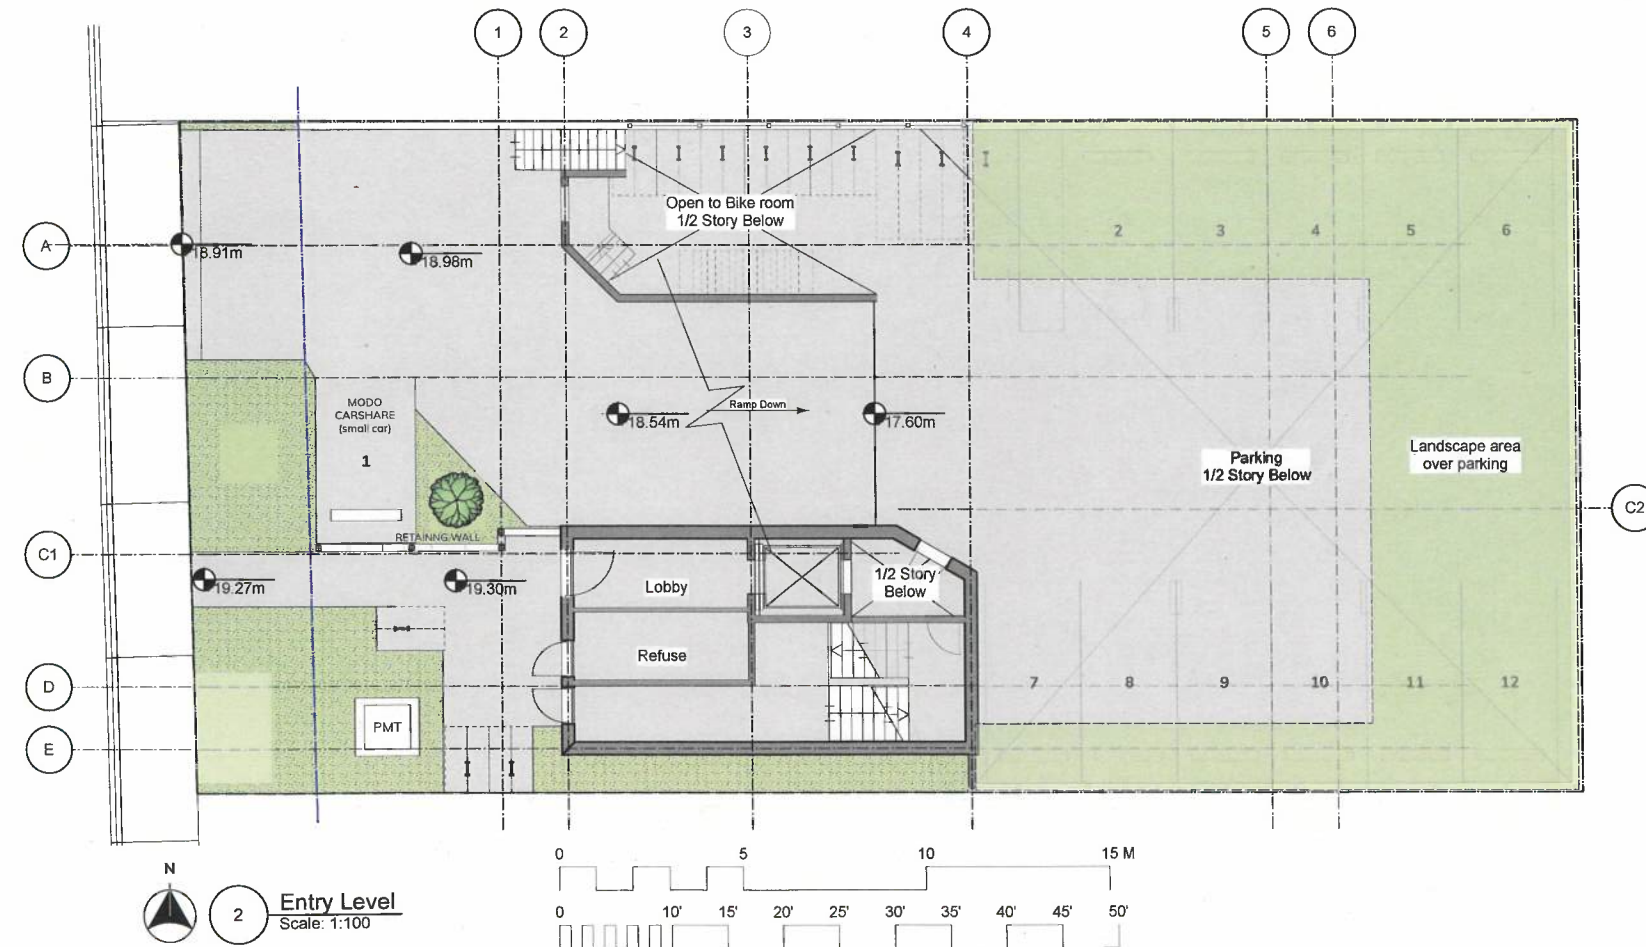 1 2 3 4 5 6
A
B
C1
D
E
C2
18.91m
18.98m
Open to Bike room
1/2 Story Below
2 3 4 5 6
MODO
CARSHARE
(small car)
1
18.54m
Ramp Down
17.60m
Parking
1/2 Story Below
Landscape area
over parking
RETAINNG WALL
19.27m
19.30m
Lobby
1/2 Story
Below
Refuse
7 8 9 10 11 12
PMT
N
2
Entry Level
Scale: 1:100
0 5 10 15 M
0 10' 15' 20' 25' 30' 35' 40' 45' 50'